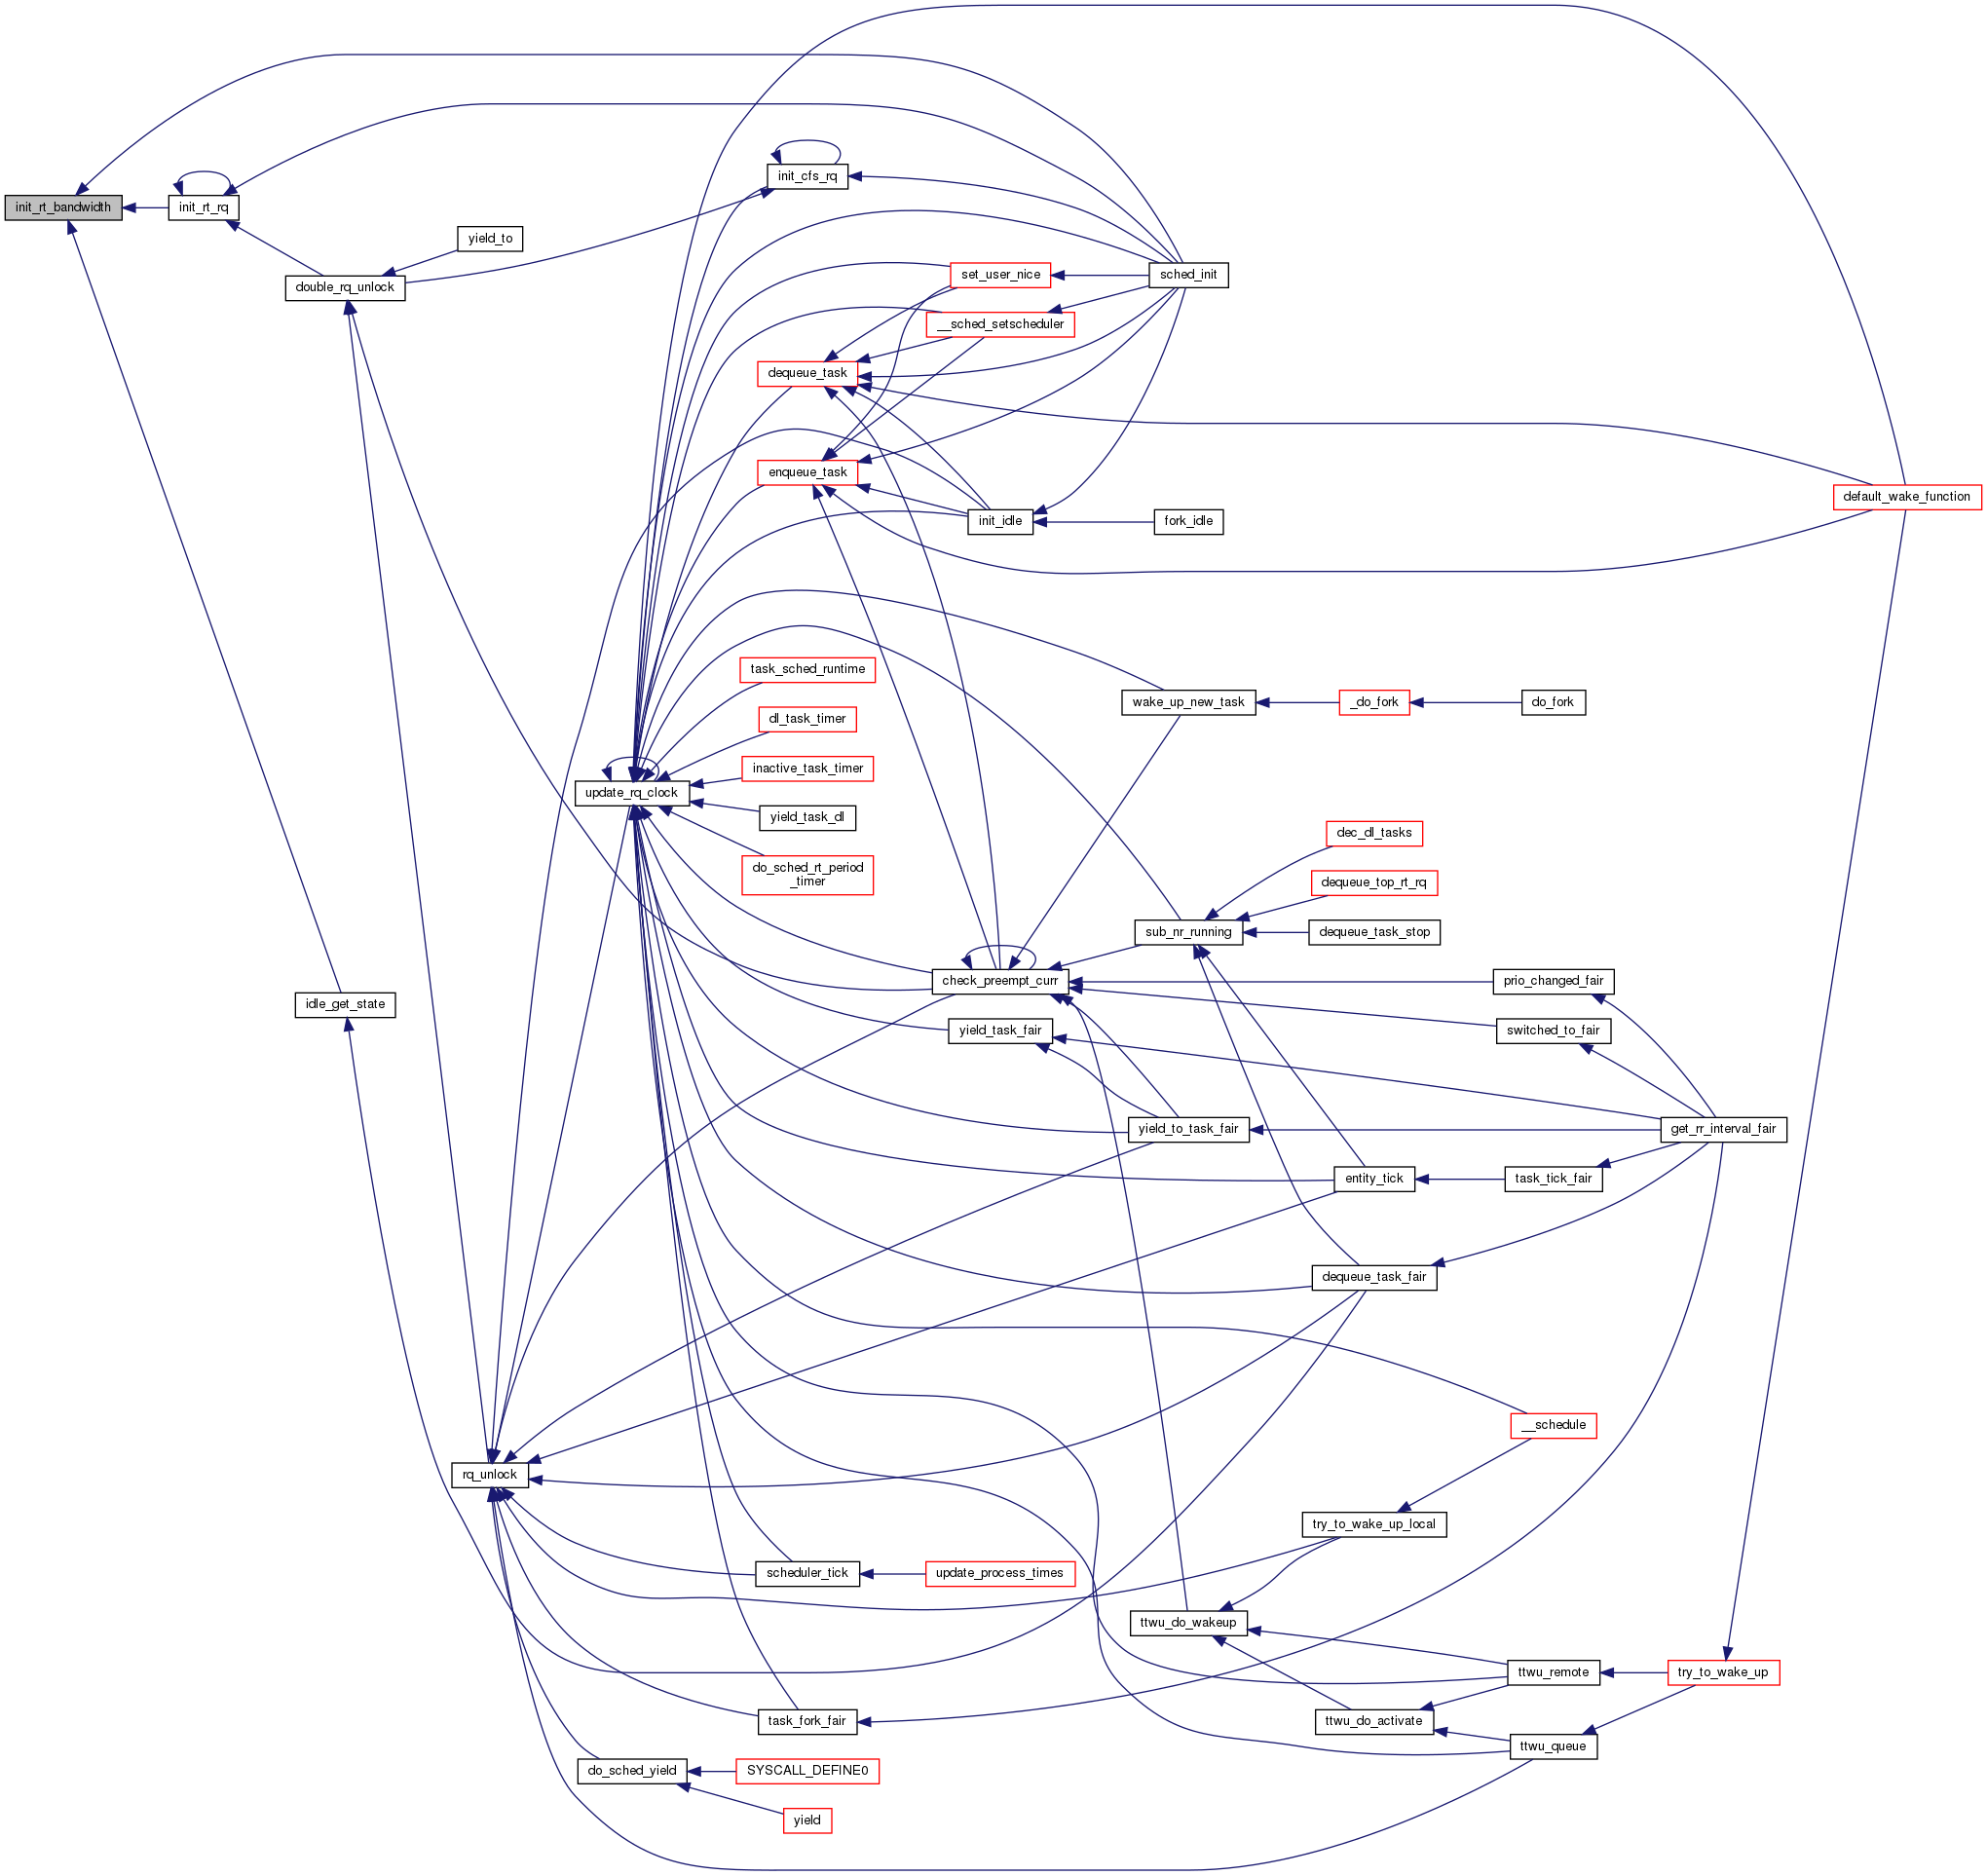 init_rt_bandwidth
init_rt_rq
yield_to
double_rq_unlock
idle_get_state
init_cfs_rq
set_user_nice
sched_init
__sched_setscheduler
dequeue_task
enqueue_task
init_idle
fork_idle
default_wake_function
task_sched_runtime
dl_task_timer
inactive_task_timer
update_rq_clock
yield_task_dl
do_sched_rt_period
_timer
wake_up_new_task
_do_fork
do_fork
dec_dl_tasks
dequeue_top_rt_rq
sub_nr_running
dequeue_task_stop
check_preempt_curr
prio_changed_fair
yield_task_fair
switched_to_fair
yield_to_task_fair
get_rr_interval_fair
entity_tick
task_tick_fair
dequeue_task_fair
__schedule
rq_unlock
try_to_wake_up_local
scheduler_tick
update_process_times
ttwu_do_wakeup
ttwu_remote
try_to_wake_up
task_fork_fair
ttwu_do_activate
ttwu_queue
do_sched_yield
SYSCALL_DEFINE0
yield